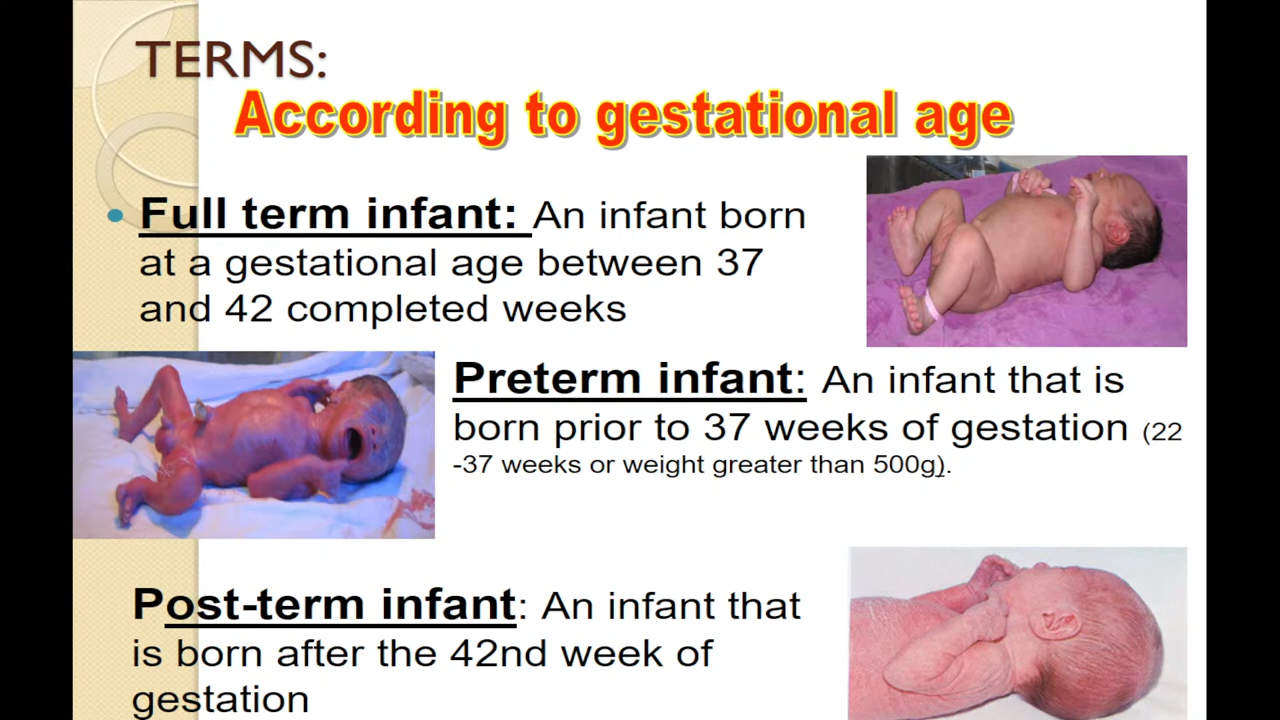 TERMS:
According to gestational age
• Full term infant: An infant born
at a gestational age between 37
and 42 completed weeks
Preterm infant: An infant that is
born prior to 37 weeks of gestation (22
-37 weeks or weight greater than 500g).
Post-term infant: An infant that
is born after the 42nd week of
gestation